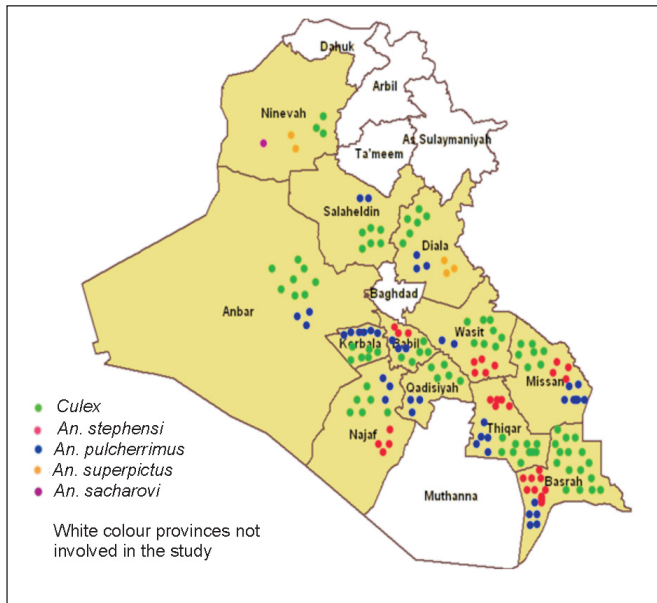 Dahuk
Arbil
Ninevah
As Sulaymaniyah
Ta'meem
Salaheldin
Diala
Baghdad
Anbar
Wasit
Kerbala
Babil
Missan
Qadisiyah
Thiqar
Najaf
Basrah
Muthanna
Culex
An. stephensi
An. pulcherrimus
An. superpictus
An. sacharovi
White colour provinces not
involved in the study